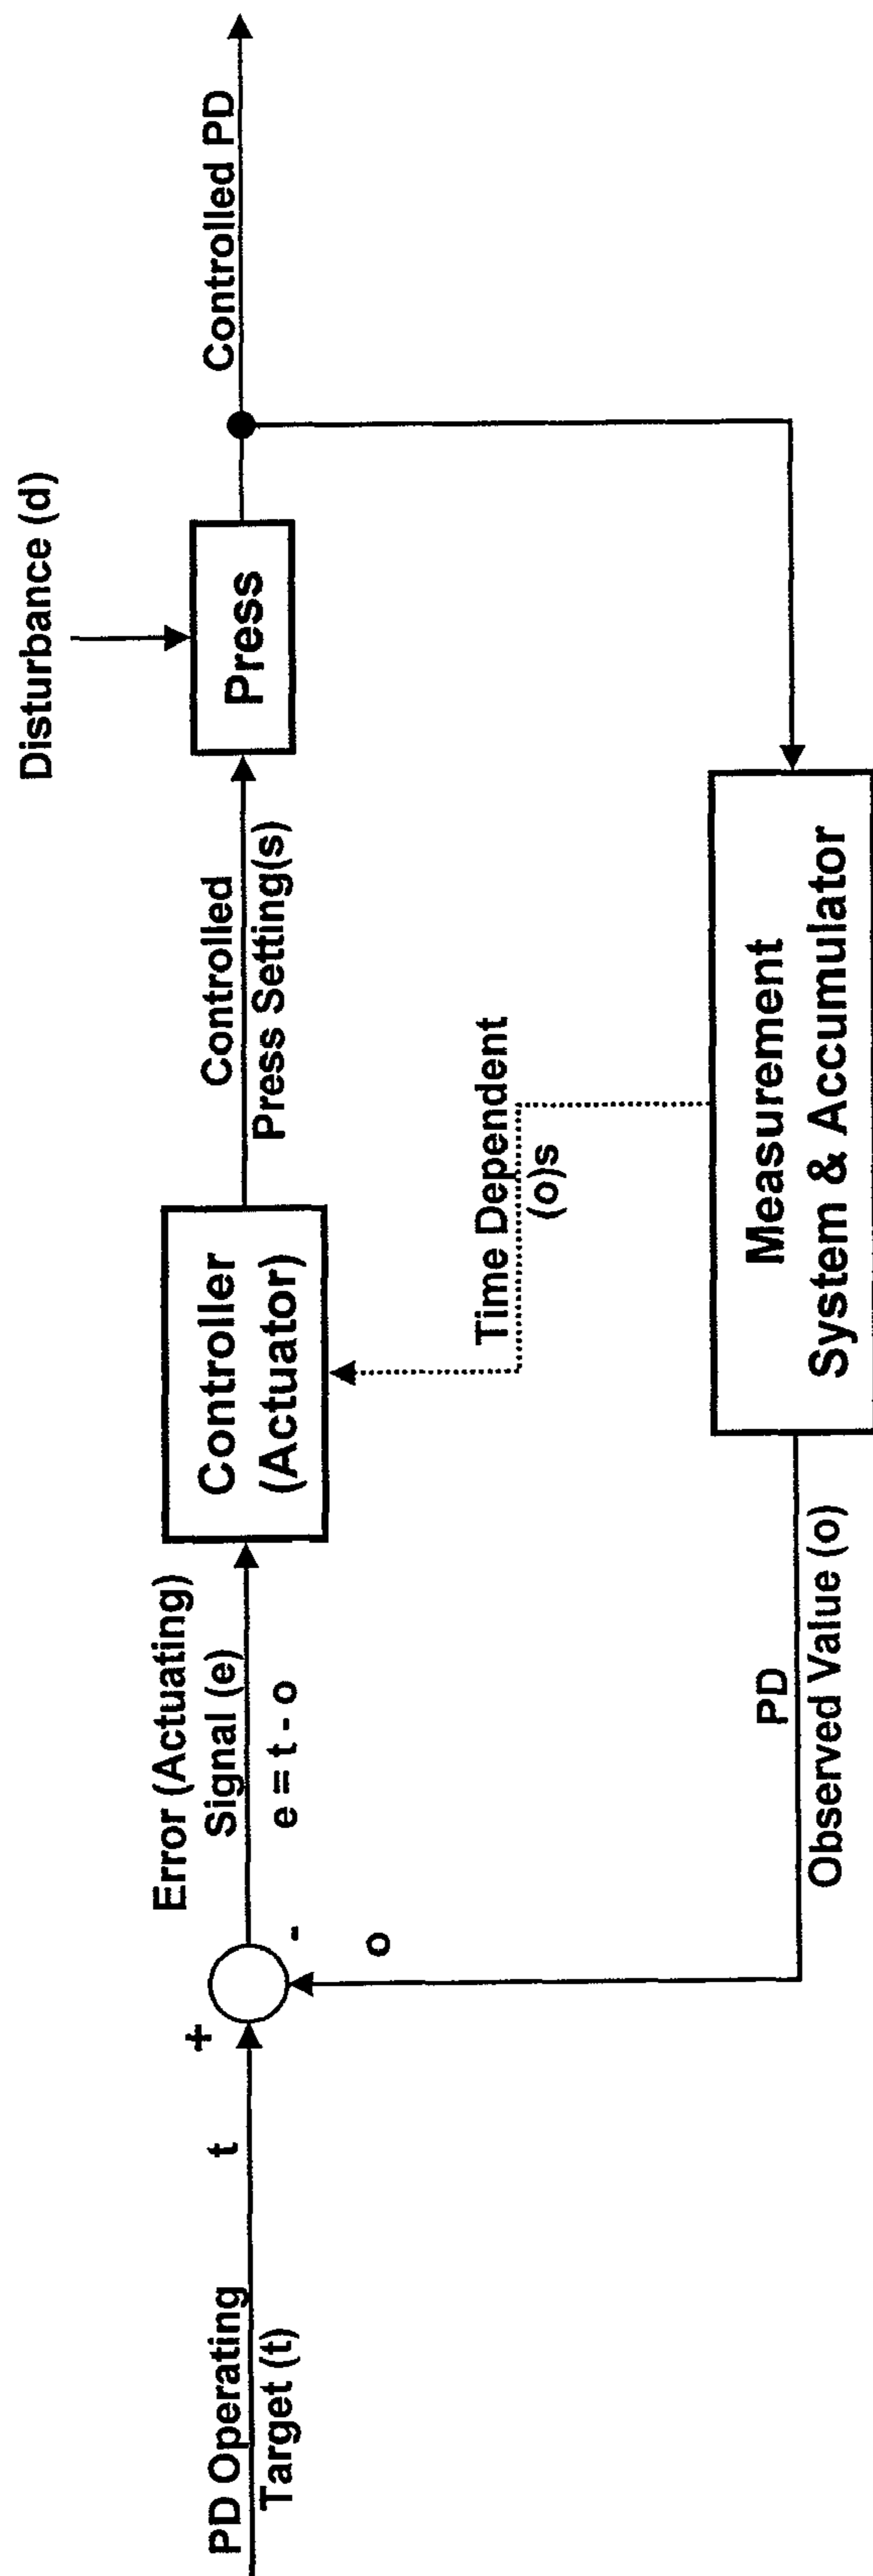 PD Operating
Target (t)
t
+
-
o
Error (Actuating)
Signal (e)
e = t - o
Controller
(Actuator)
Controlled
Press Setting(s)
Disturbance (d)
Press
Controlled PD
Time Dependent
(o)s
Measurement
System & Accumulator
PD
Observed Value (o)